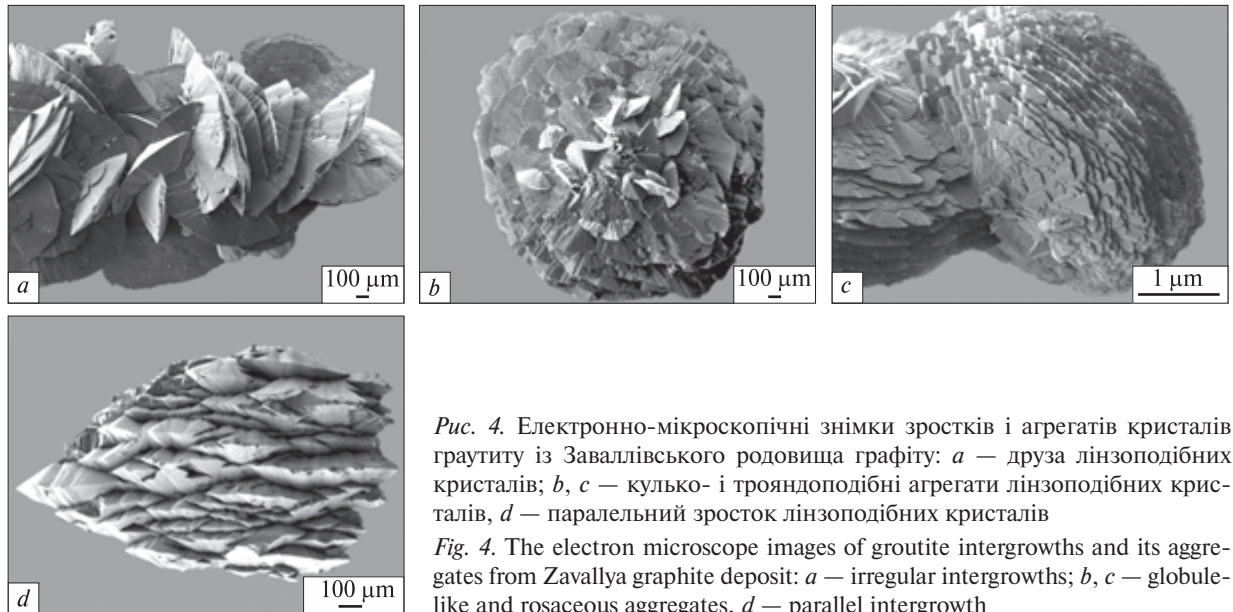 a
100 μm
b
100 μm
c
1 μm
d
100 μm
Рис. 4. Електронно-мікроскопічні знімки зростків і агрегатів кристалів
граутиту із Заваллівського родовища графіту: a — друза лінзоподібних
кристалів; b, c — кулько- і трояндоподібні агрегати лінзоподібних крис-
талів, d — паралельний зросток лінзоподібних кристалів
Fig. 4. The electron microscope images of groutite intergrowths and its aggre-
gates from Zavallya graphite deposit: a — irregular intergrowths; b, c — globule-
like and rosaceous aggregates, d — parallel intergrowth